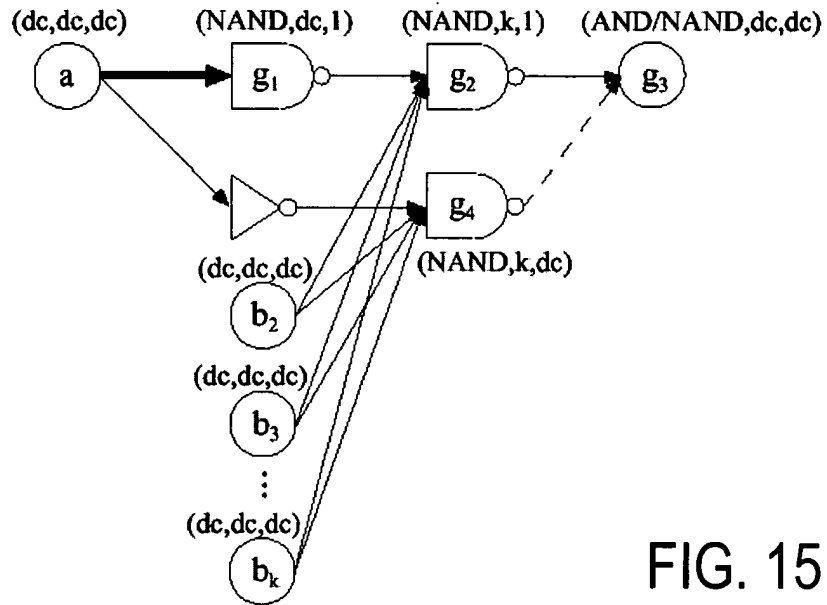 (dc,dc,dc) (NAND,dc,1) (NAND,k,1) (AND/NAND,dc,dc)
a g₁ g₂ g₃
g₄
(dc,dc,dc) (NAND,k,dc)
b₂
(dc,dc,dc)
b₃
⋮
(dc,dc,dc)
bₖ
FIG. 15